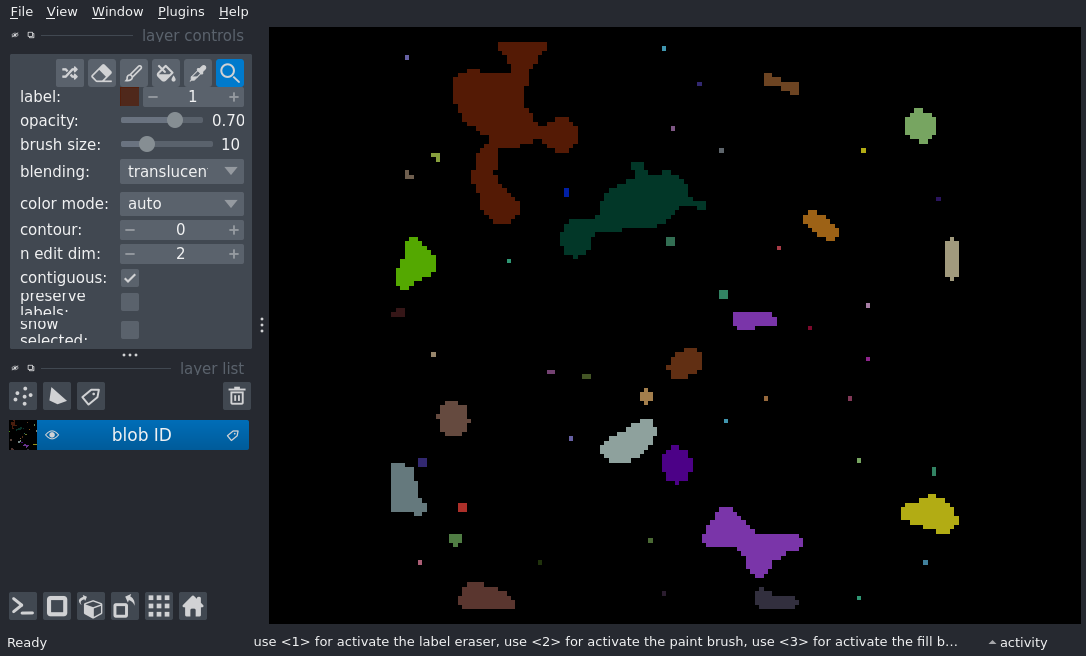 File View Window Plugins Help
layer controls
label: 1
opacity: 0.70
brush size: 10
blending: translucen
color mode: auto
contour: 0
n edit dim: 2
contiguous:
preserve
labels:
show
selected:
layer list
blob ID
Ready use <1> for activate the label eraser, use <2> for activate the paint brush, use <3> for activate the fill b... activity